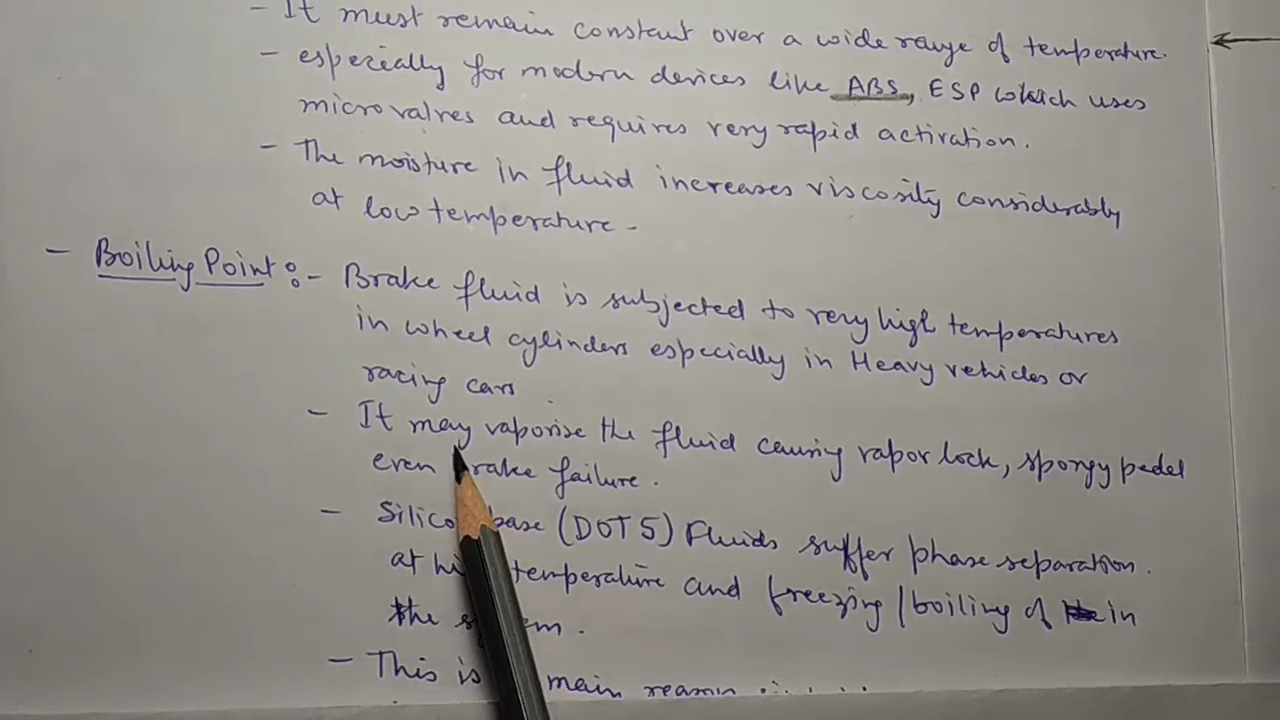 - It must remain constant over a wide range of temperature.
- especially for modern devices like ABS, ESP which uses
microvalves and requires very rapid activation.
- The moisture in fluid increases viscosity considerably
at low temperature -
- Boiling Point :- Brake fluid is subjected to very high temperatures
in wheel cylinders especially in Heavy vehicles or
racing cars
- It may vaporise the fluid causing vapor lock, spongy pedel
even brake failure.
- base (DOT 5) Fluids suffer phase separation.
at temperature and freezing / boiling of in
the
- This is main reason